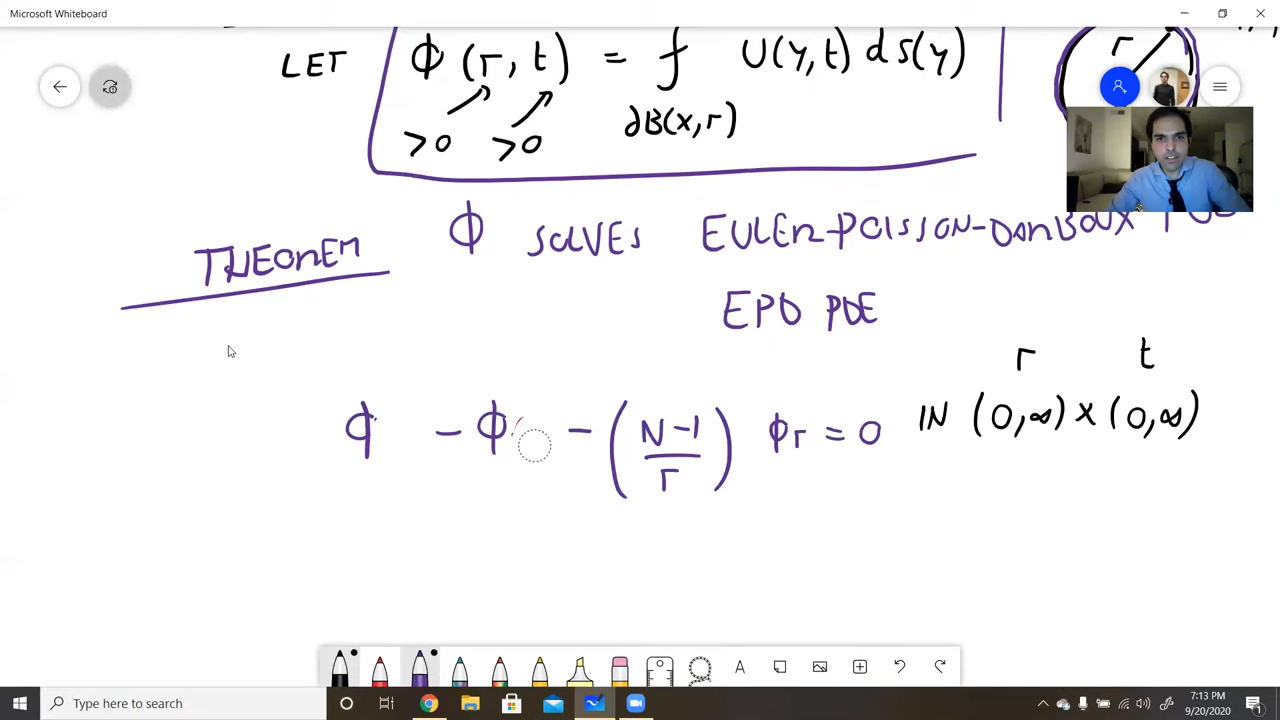 Microsoft Whiteboard
LET Φ (r, t) = ⨍ U(y,t) dS(y)
>0 >0 ∂B(x,r)
r
THEOREM Φ SOLVES EULER-POISSON-DARBOUX
EPD PDE
r t
Φ - Φ - (N-1/r) Φr = 0 IN (0,∞) x (0,∞)
A
Type here to search
7:13 PM
9/20/2020